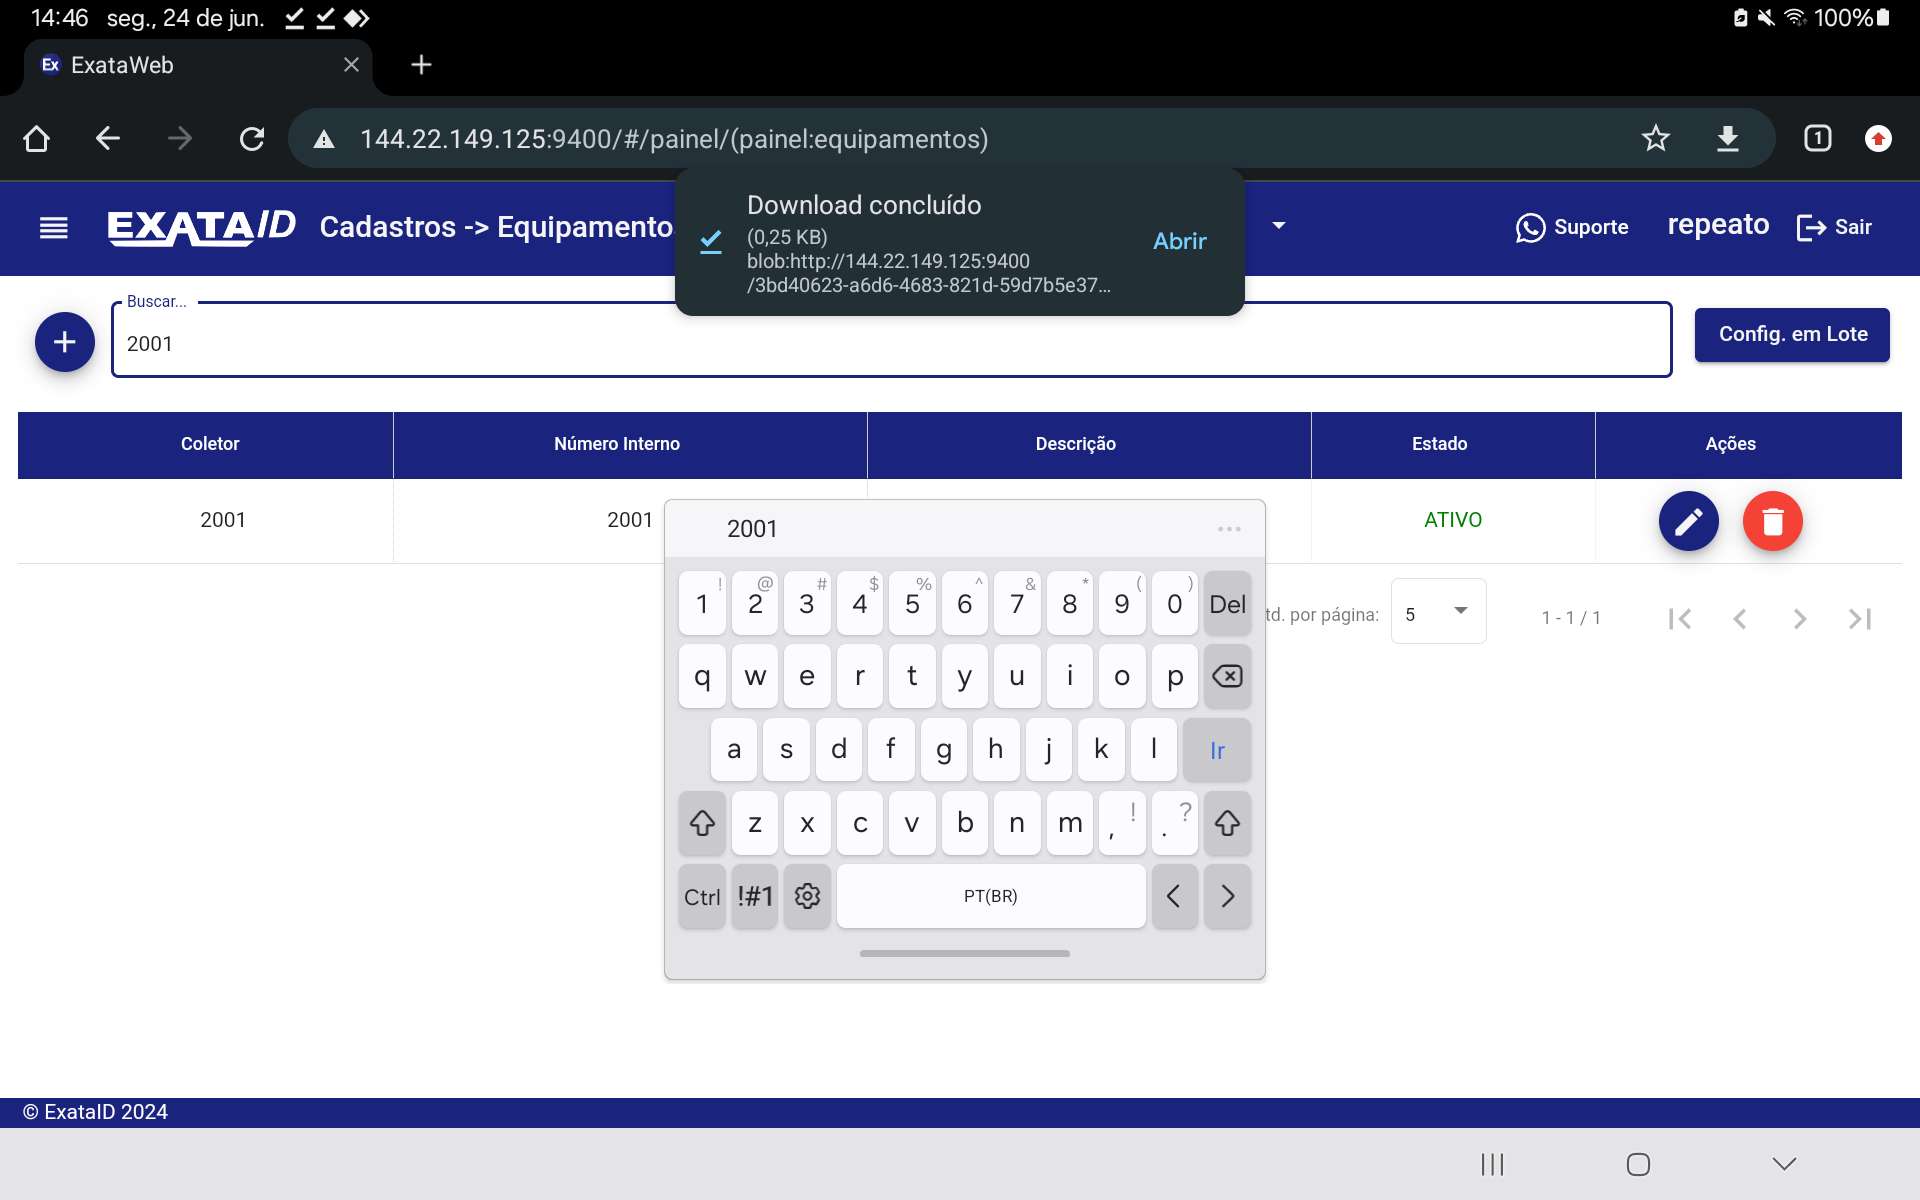 14:46 seg., 24 de jun.
100%
Ex ExataWeb
144.22.149.125:9400/#/painel/(painel:equipamentos)
1
EXATAID
Cadastros -> Equipamento
Download concluído
(0,25 KB)
blob:http://144.22.149.125:9400
/3bd40623-a6d6-4683-821d-59d7b5e37...
Abrir
Suporte
repeato
Sair
Buscar...
2001
Config. em Lote
Coletor Número Interno Descrição Estado Ações
2001 2001 ATIVO
2001
! @ # $ % ^ & * ( )
1 2 3 4 5 6 7 8 9 0 Del
td. por página: 5 1 - 1 / 1
q w e r t y u i o p
a s d f g h j k l Ir
z x c v b n m , ! . ?
Ctrl !#1 PT(BR)
© ExataID 2024